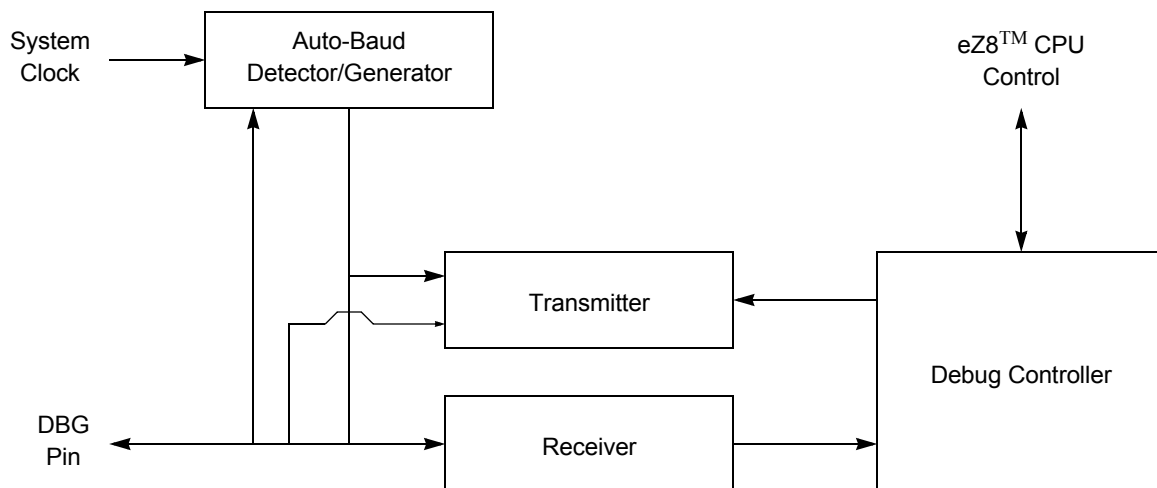 System
Clock
Auto-Baud
Detector/Generator
eZ8™ CPU
Control
Transmitter
Debug Controller
DBG
Pin
Receiver